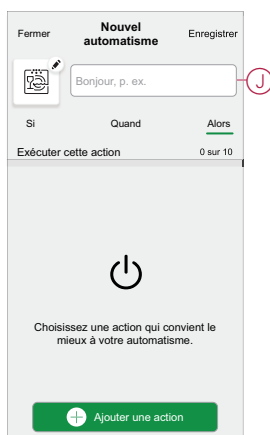 Fermer
Nouvel
automatisme
Enregistrer
Bonjour, p. ex.
J
Si Quand Alors
Exécuter cette action 0 sur 10
Choisissez une action qui convient le
mieux à votre automatisme.
Ajouter une action